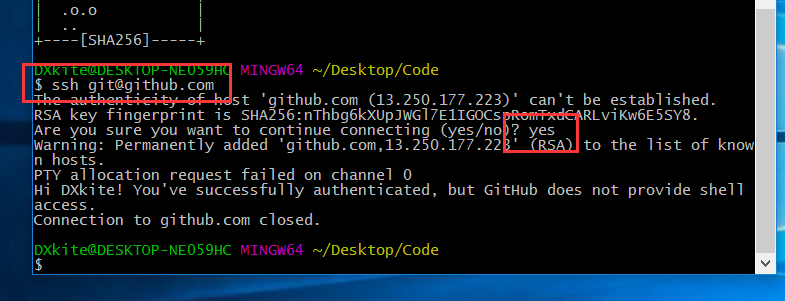 |  .o.o           |
|  ..             |
+----[SHA256]-----+
DXkite@DESKTOP-NEO59HC MINGW64 ~/Desktop/Code
$ ssh git@github.com
The authenticity of host 'github.com (13.250.177.223)' can't be established.
RSA key fingerprint is SHA256:nThbg6kXUpJWGl7E1IGOCspRomTxdCARLviKw6E5SY8.
Are you sure you want to continue connecting (yes/no)? yes
Warning: Permanently added 'github.com,13.250.177.223' (RSA) to the list of know
n hosts.
PTY allocation request failed on channel 0
Hi DXkite! You've successfully authenticated, but GitHub does not provide shell
access.
Connection to github.com closed.
DXkite@DESKTOP-NEO59HC MINGW64 ~/Desktop/Code
$